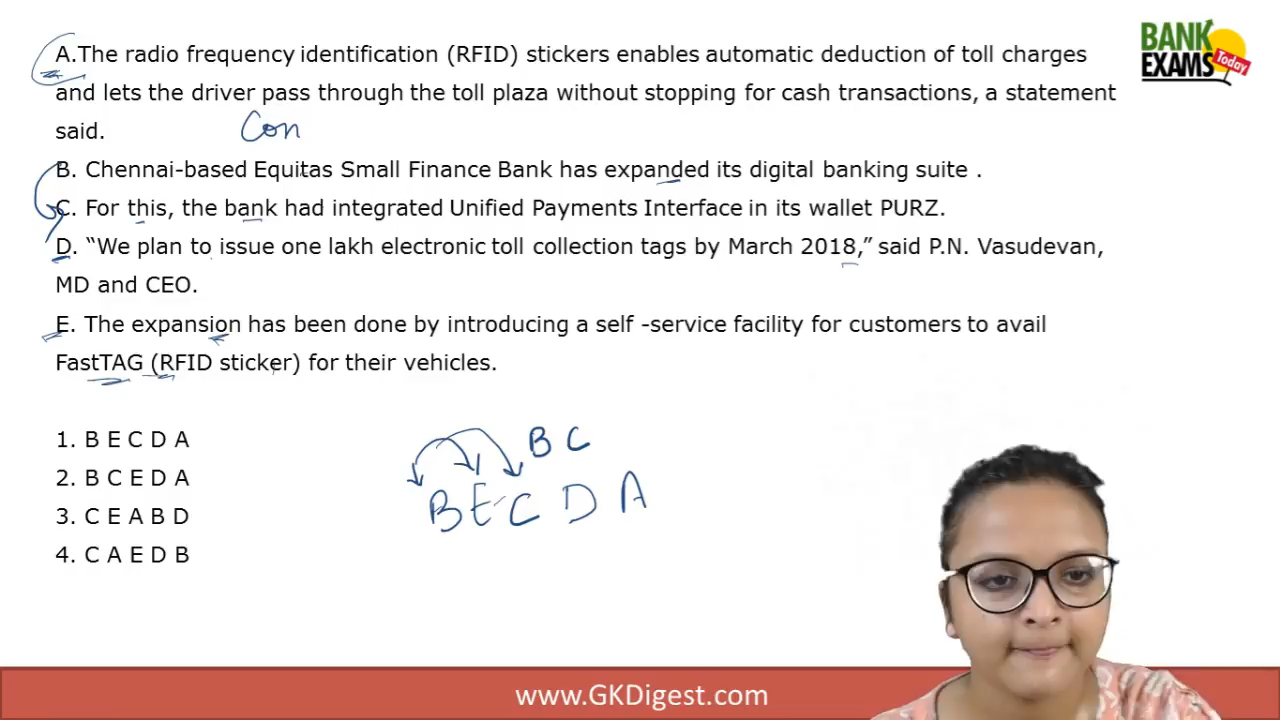 BANK
EXAMS Today
A.The radio frequency identification (RFID) stickers enables automatic deduction of toll charges
and lets the driver pass through the toll plaza without stopping for cash transactions, a statement
said.
Con
B. Chennai-based Equitas Small Finance Bank has expanded its digital banking suite .
C. For this, the bank had integrated Unified Payments Interface in its wallet PURZ.
D. “We plan to issue one lakh electronic toll collection tags by March 2018,” said P.N. Vasudevan,
MD and CEO.
E. The expansion has been done by introducing a self -service facility for customers to avail
FastTAG (RFID sticker) for their vehicles.
1. B E C D A
2. B C E D A
3. C E A B D
4. C A E D B
B C
B E C D A
www.GKDigest.com